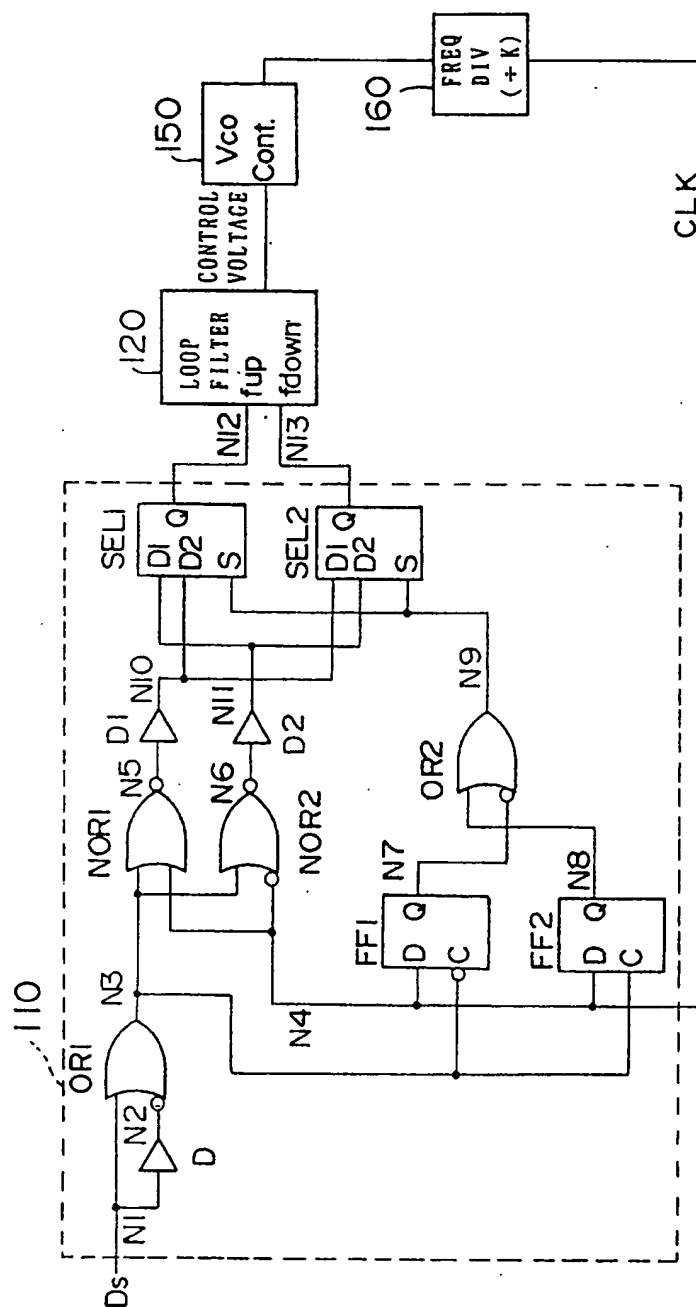 110
Ds
N1
D
N2
OR1
N3
N4
NOR1
NOR2
N5
N6
D1
D2
N10
N11
FF1
D Q
C
FF2
D Q
C
N7
N8
OR2
N9
SEL1
D1
D2 Q
S
SEL2
D1 Q
D2
S
N12
N13
120
LOOP
FILTER
fup
fdown
CONTROL
VOLTAGE
150
Vco
Cont.
160
FREQ
DIV
(÷K)
CLK